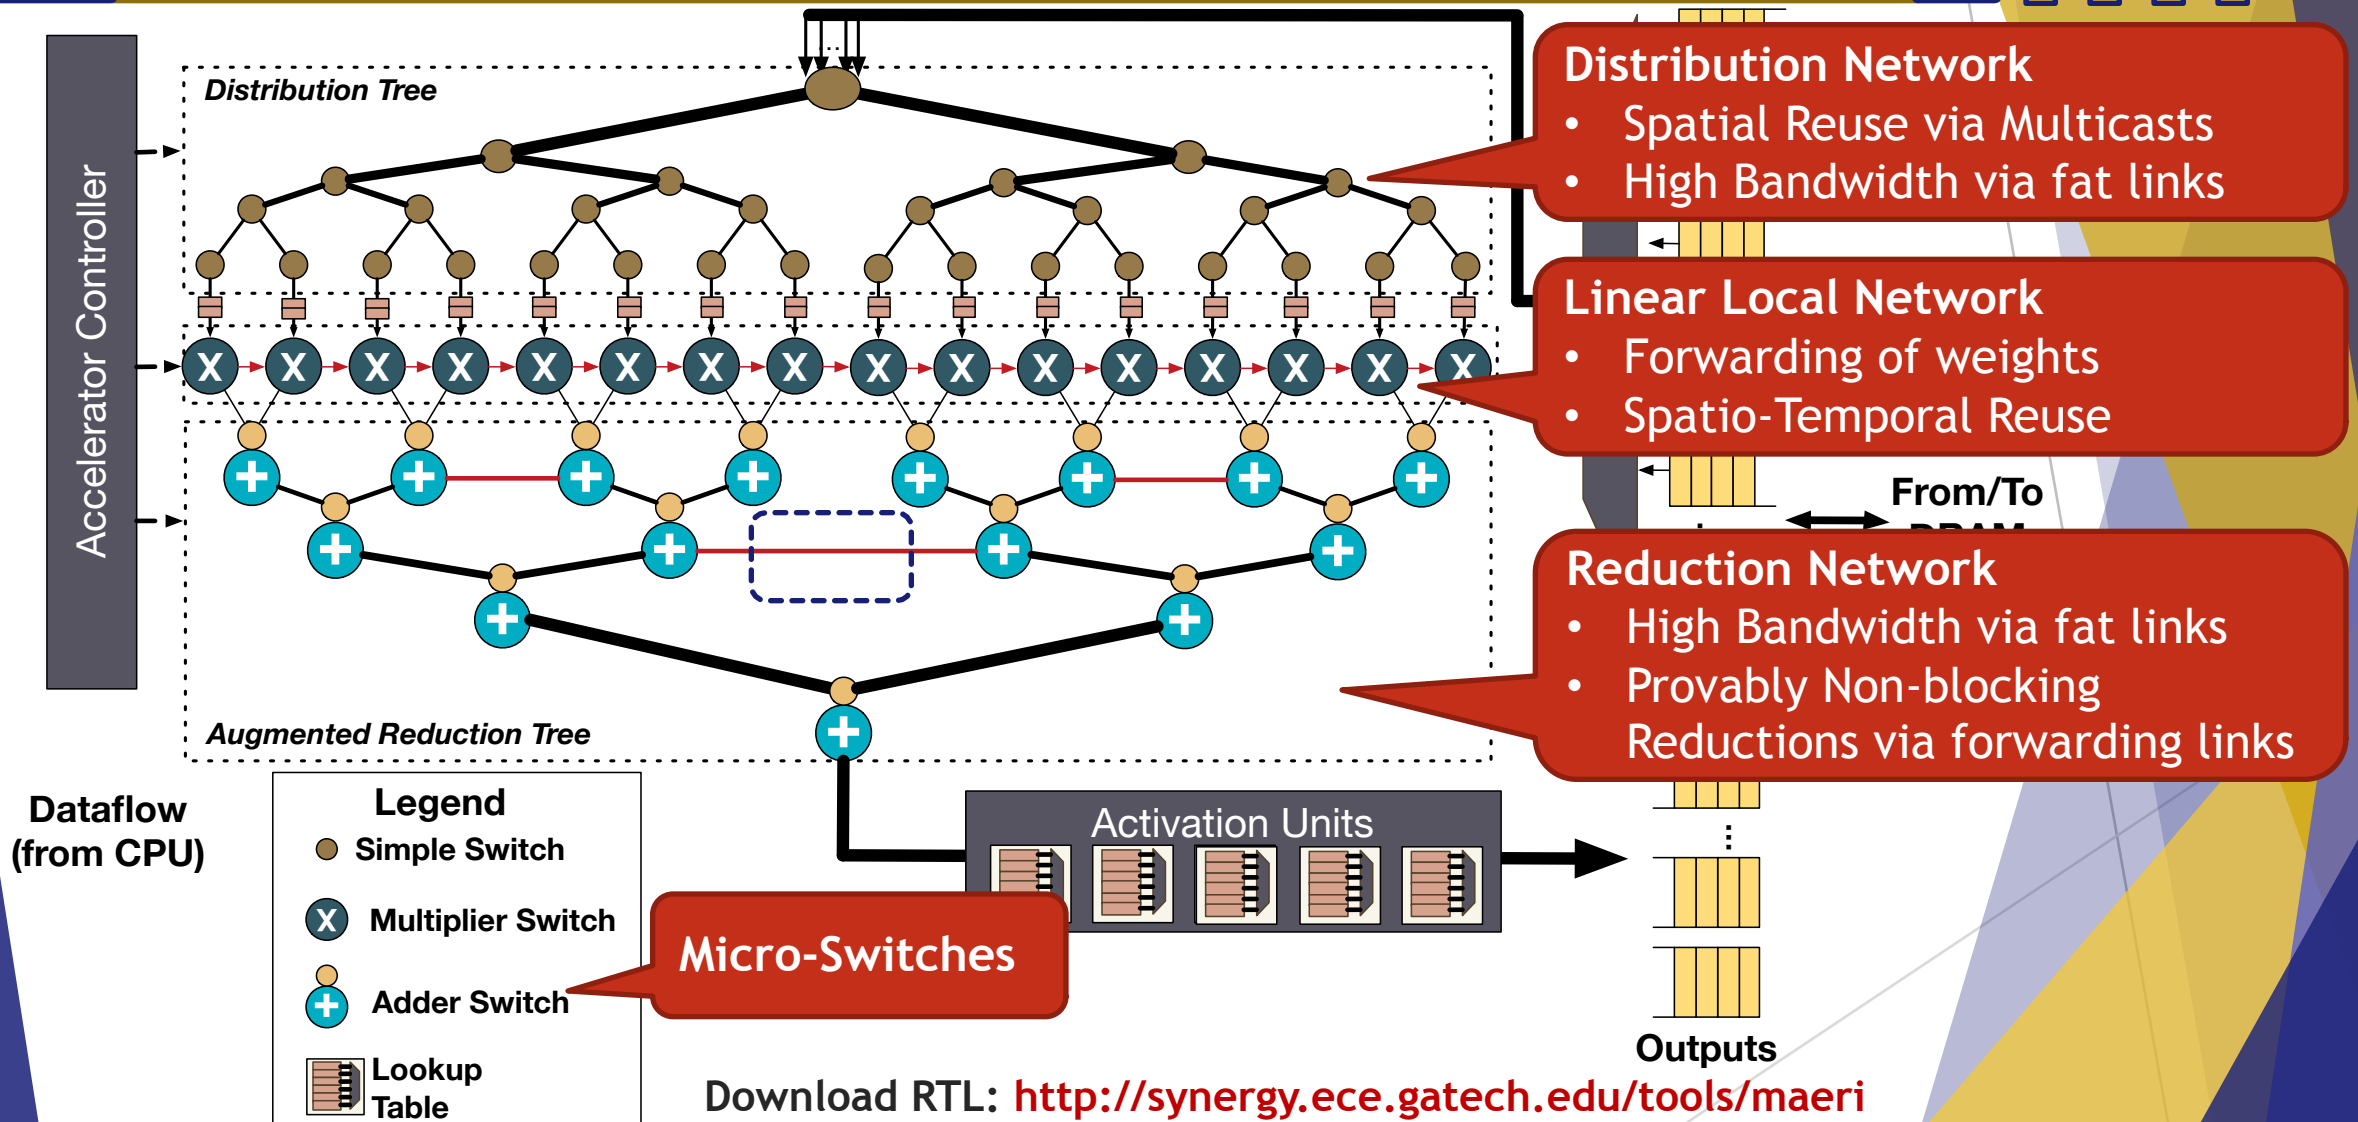 Distribution Tree
...
Accelerator Controller
X X X X X X X X X X X X X X X X
Augmented Reduction Tree
Distribution Network
• Spatial Reuse via Multicasts
• High Bandwidth via fat links
Linear Local Network
• Forwarding of weights
• Spatio-Temporal Reuse
From/To
DRAM
Reduction Network
• High Bandwidth via fat links
• Provably Non-blocking
Reductions via forwarding links
Dataflow
(from CPU)
Legend
Simple Switch
X Multiplier Switch
+ Adder Switch
Lookup
Table
Micro-Switches
Activation Units
Outputs
Download RTL: http://synergy.ece.gatech.edu/tools/maeri